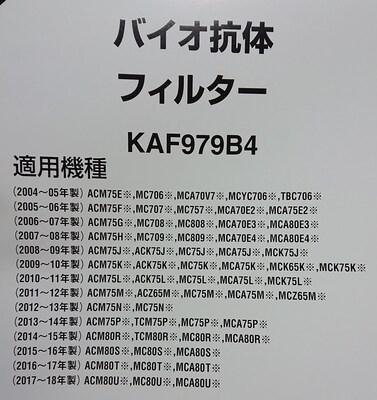 バイオ抗体
フィルター
KAF979B4
適用機種
(2004〜05年製) ACM75E※,MC706※,MCA70V7※,MCYC706※,TBC706※
(2005〜06年製) ACM75F※,MC707※,MC757※,MCA70E2※,MCA75E2※
(2006〜07年製) ACM75G※,MC708※,MC808※,MCA70E3※,MCA80E3※
(2007〜08年製) ACM75H※,MC709※,MC809※,MCA70E4※,MCA80E4※
(2008〜09年製) ACM75J※,ACK75J※,MC75J※,MCA75J※,MCK75J※
(2009〜10年製) ACM75K※,ACK75K※,MC75K※,MCA75K※,MCK65K※,MCK75K※
(2010〜11年製) ACM75L※,ACK75L※,MC75L※,MCA75L※,MCK75L※
(2011〜12年製) ACM75M※,ACZ65M※,MC75M※,MCA75M※,MCZ65M※
(2012〜13年製) ACM75N※,MC75N※
(2013〜14年製) ACM75P※,TCM75P※,MC75P※,MCA75P※
(2014〜15年製) ACM80R※,TCM80R※,MC80R※,MCA80R※
(2015〜16年製) ACM80S※,MC80S※,MCA80S※
(2016〜17年製) ACM80T※,MC80T※,MCA80T※
(2017〜18年製) ACM80U※,MC80U※,MCA80U※